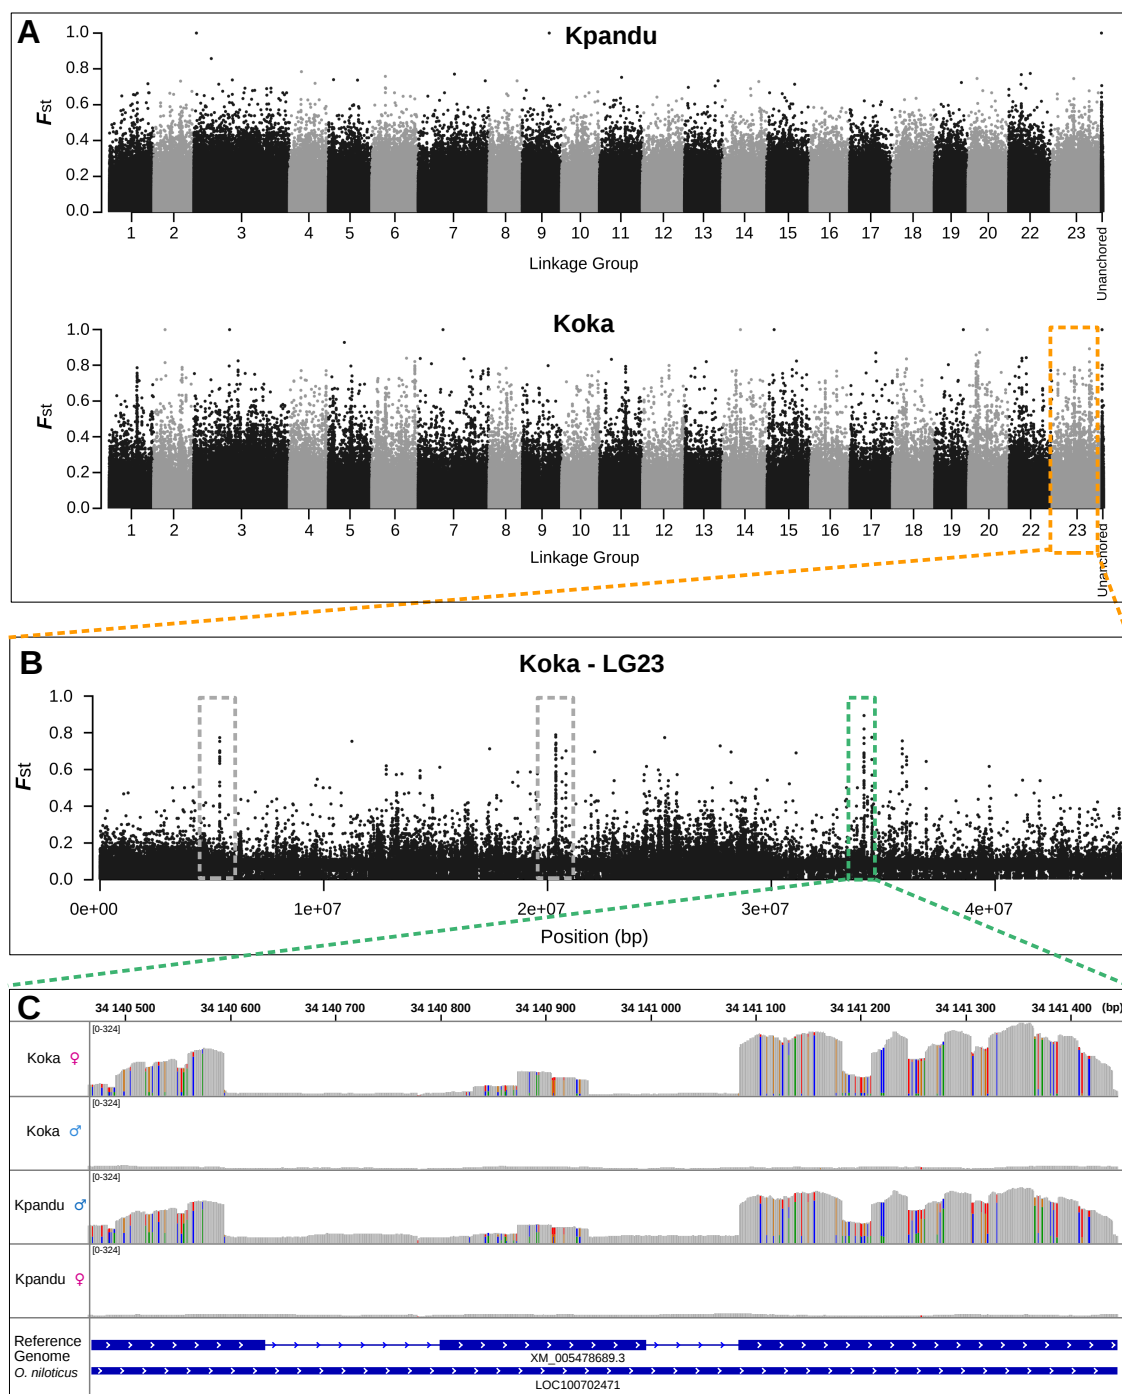 A
Kpandu
1.0
0.8
0.6
0.4
0.2
0.0
Fst
1 2 3 4 5 6 7 8 9 10 11 12 13 14 15 16 17 18 19 20 22 23 Unanchored
Linkage Group
Koka
1.0
0.8
0.6
0.4
0.2
0.0
Fst
1 2 3 4 5 6 7 8 9 10 11 12 13 14 15 16 17 18 19 20 22 23 Unanchored
Linkage Group
B
Koka - LG23
1.0
0.8
0.6
0.4
0.2
0.0
Fst
0e+00 1e+07 2e+07 3e+07 4e+07
Position (bp)
C
34 140 500 34 140 600 34 140 700 34 140 800 34 140 900 34 141 000 34 141 100 34 141 200 34 141 300 34 141 400 (bp)
[0-324]
Koka ♀
[0-324]
Koka ♂
[0-324]
Kpandu ♂
[0-324]
Kpandu ♀
Reference
Genome
O. niloticus
XM_005478689.3
LOC100702471